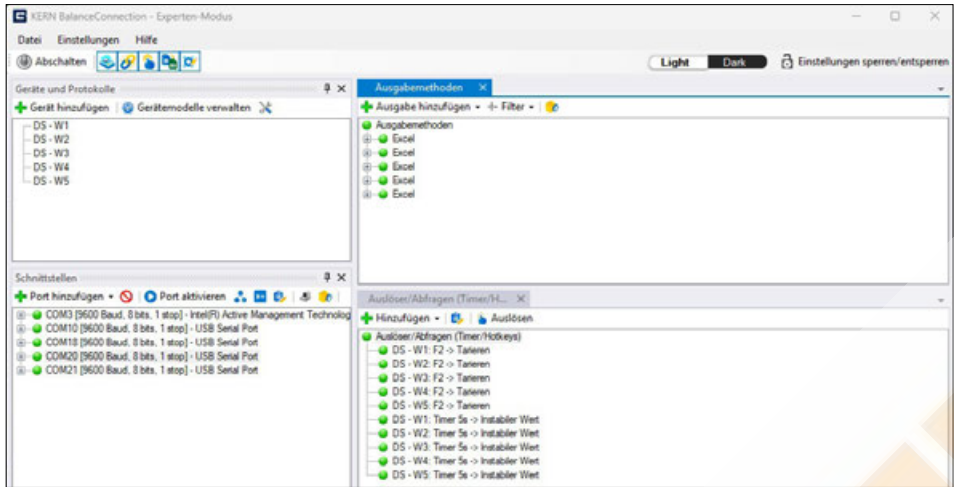 KERN BalanceConnection - Experten-Modus
Datei Einstellungen Hilfe
Abschalten Light Dark Einstellungen sperren/entsperren
Geräte und Protokolle
Gerät hinzufügen Gerätemodelle verwalten
DS - W1
DS - W2
DS - W3
DS - W4
DS - W5
Ausgabemethoden
Ausgabe hinzufügen Filter
Ausgabemethoden
Excel
Excel
Excel
Excel
Excel
Schnittstellen
Port hinzufügen Port aktivieren
COM3 [9600 Baud, 8 bits, 1 stop] - Intel(R) Active Management Technolog
COM10 [9600 Baud, 8 bits, 1 stop] - USB Serial Port
COM18 [9600 Baud, 8 bits, 1 stop] - USB Serial Port
COM20 [9600 Baud, 8 bits, 1 stop] - USB Serial Port
COM21 [9600 Baud, 8 bits, 1 stop] - USB Serial Port
Auslöser/Abfragen (Timer/H...
Hinzufügen Auslösen
Auslöser/Abfragen (Timer/Hotkeys)
DS - W1: F2 -> Tarieren
DS - W2: F2 -> Tarieren
DS - W3: F2 -> Tarieren
DS - W4: F2 -> Tarieren
DS - W5: F2 -> Tarieren
DS - W1: Timer 5s -> Instabiler Wert
DS - W2: Timer 5s -> Instabiler Wert
DS - W3: Timer 5s -> Instabiler Wert
DS - W4: Timer 5s -> Instabiler Wert
DS - W5: Timer 5s -> Instabiler Wert